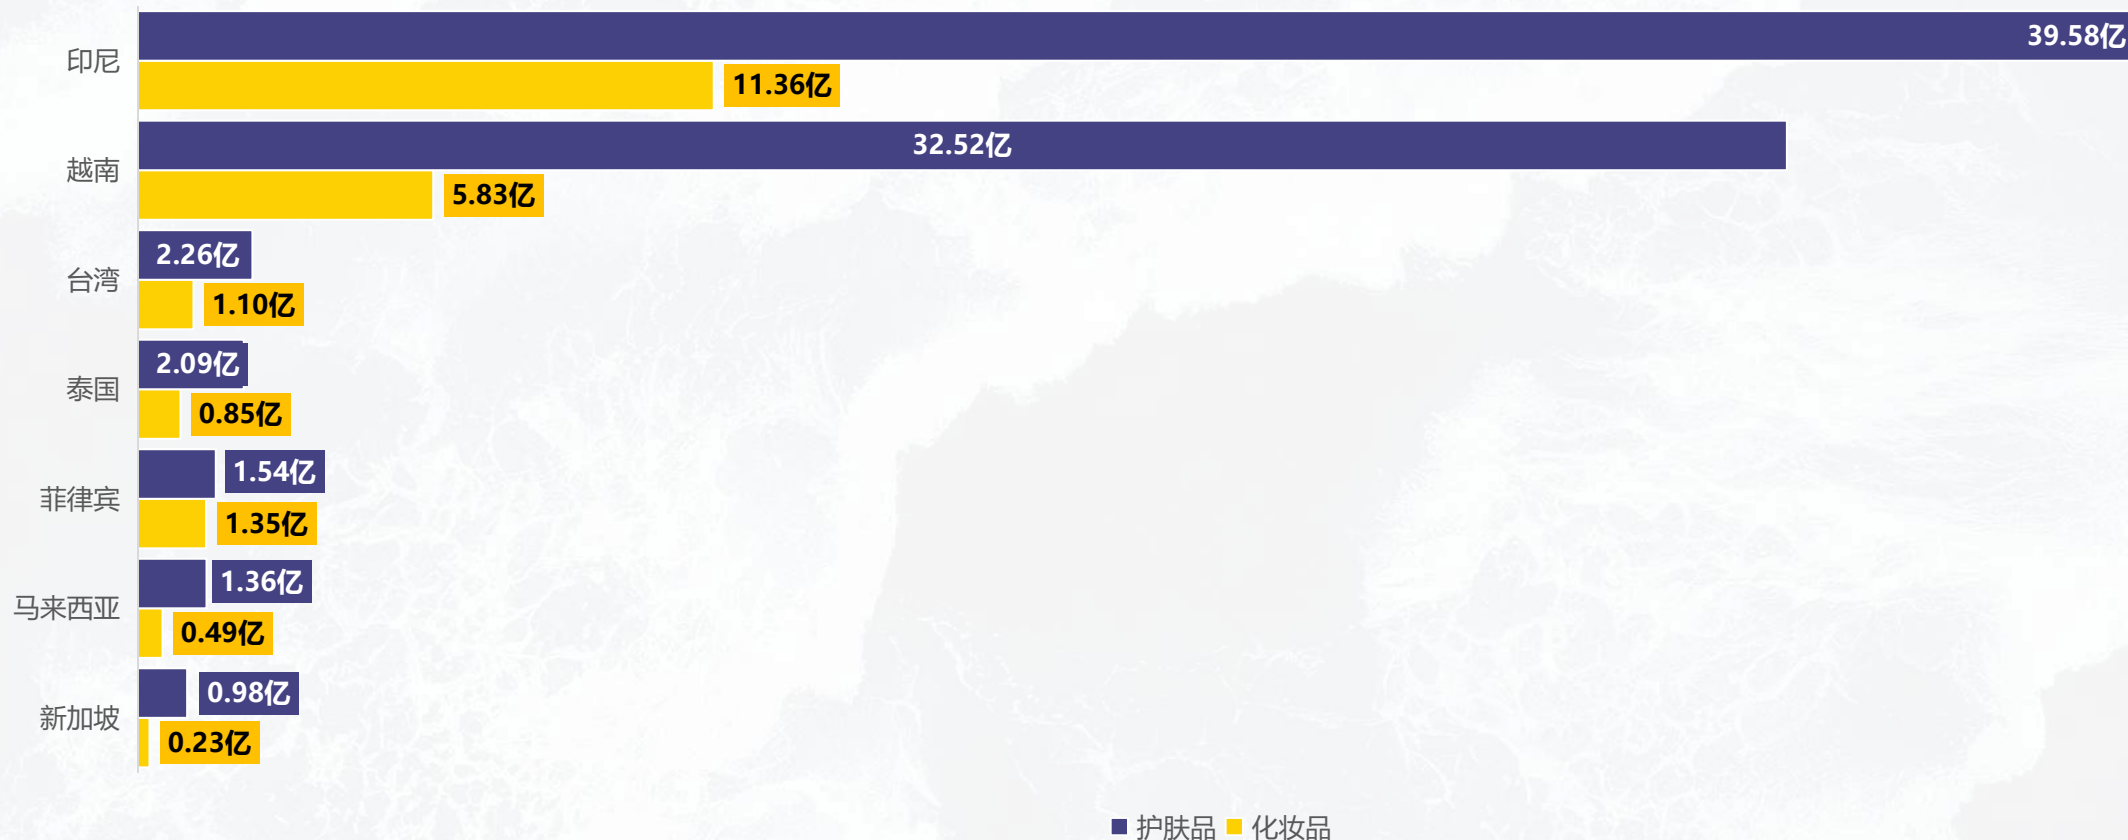 印尼
39.58亿
11.36亿
越南
32.52亿
5.83亿
台湾
2.26亿
1.10亿
泰国
2.09亿
0.85亿
菲律宾
1.54亿
1.35亿
马来西亚
1.36亿
0.49亿
新加坡
0.98亿
0.23亿
护肤品 化妆品